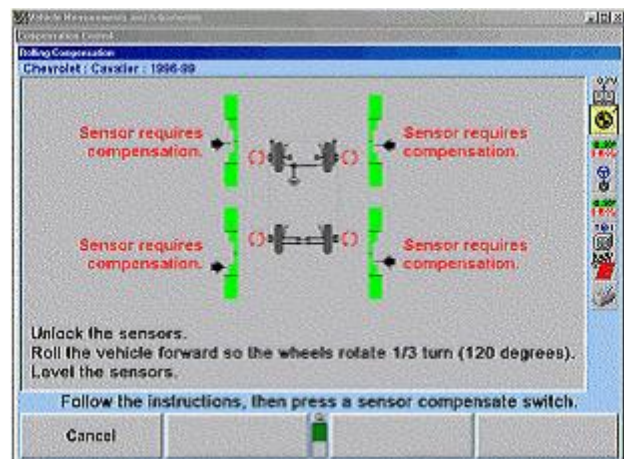 Vehicle Measurements and Adjustments
Compensation Control
Rolling Compensation
Chevrolet : Cavalier : 1996-99
Sensor requires
compensation.
Sensor requires
compensation.
Sensor requires
compensation.
Sensor requires
compensation.
Unlock the sensors.
Roll the vehicle forward so the wheels rotate 1/3 turn (120 degrees).
Level the sensors.
Follow the instructions, then press a sensor compensate switch.
Cancel